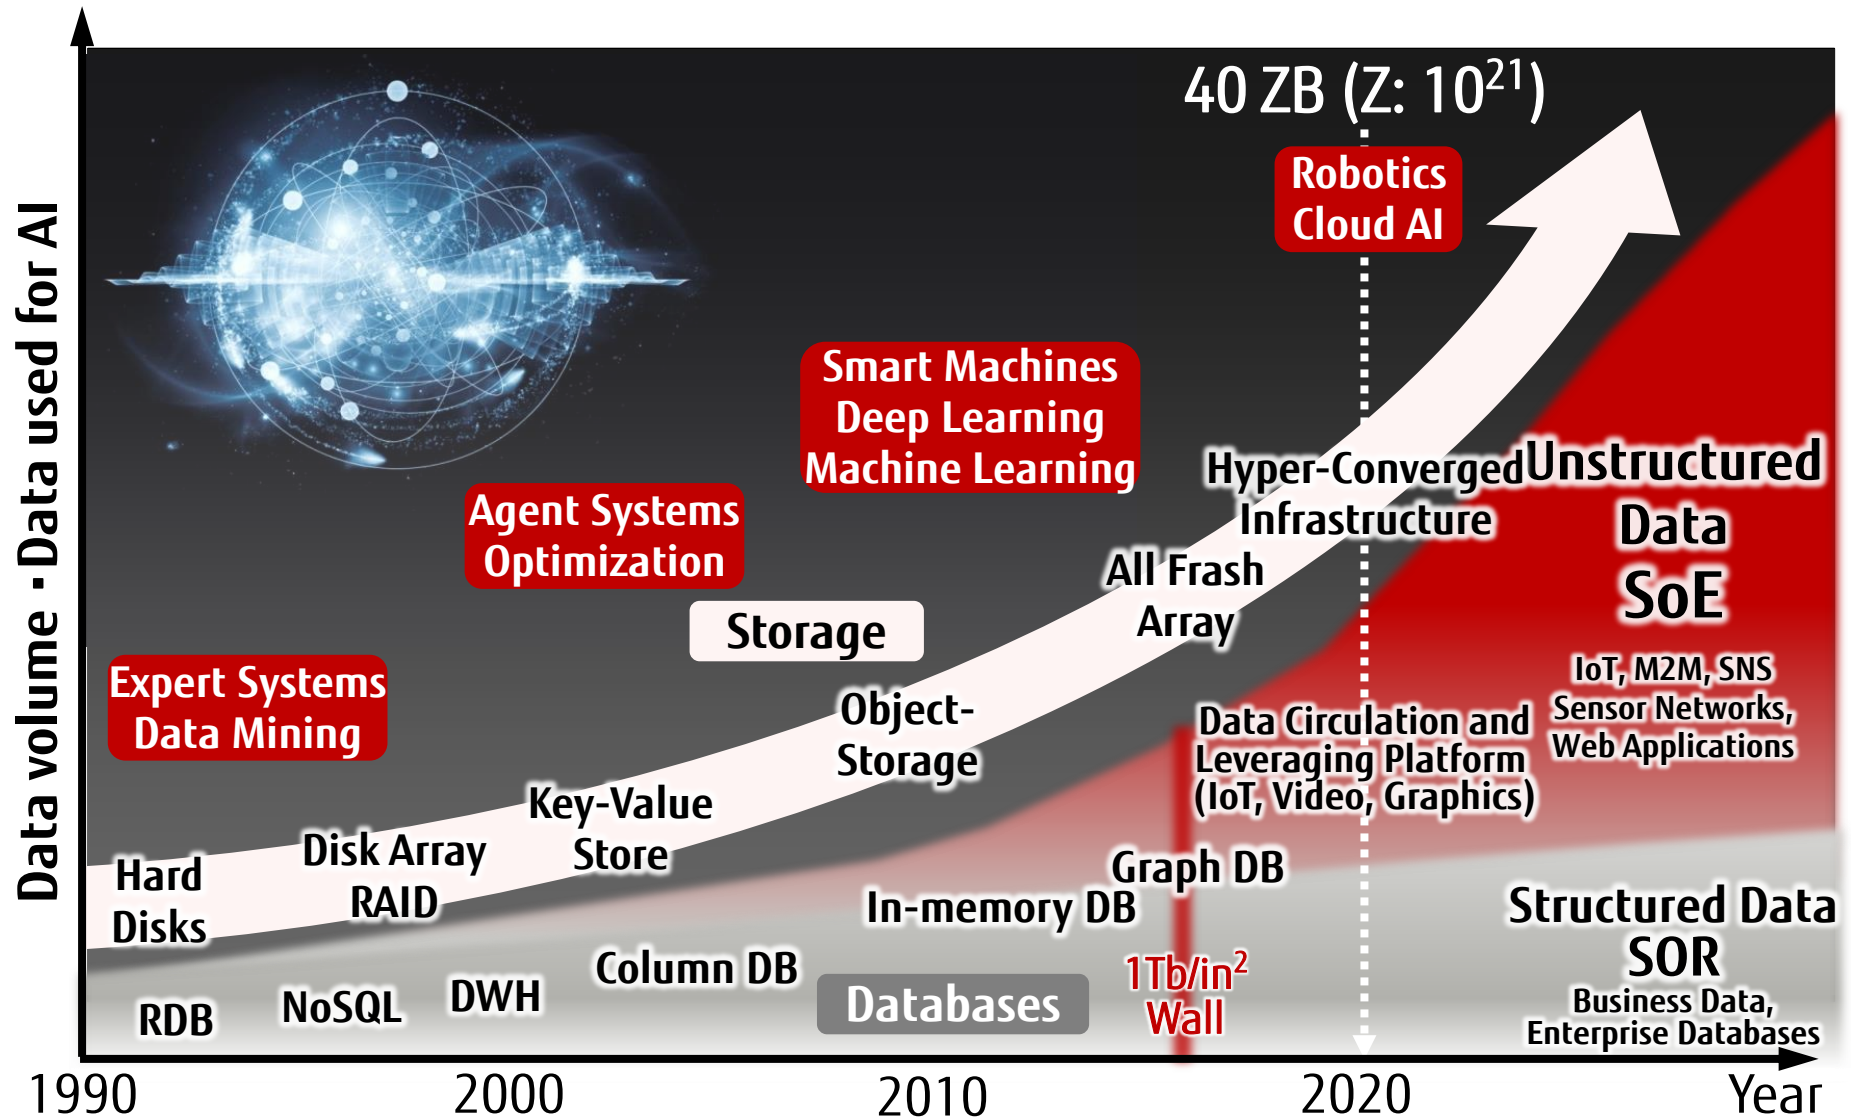 40 ZB (Z: 10²¹)
Robotics
Cloud AI
Smart Machines
Deep Learning
Machine Learning
Agent Systems
Optimization
Expert Systems
Data Mining
Storage
Hard
Disks
Disk Array
RAID
Key-Value
Store
Object-
Storage
All Frash
Array
Hyper-Converged
Infrastructure
Unstructured
Data
SoE
IoT, M2M, SNS
Sensor Networks,
Web Applications
Data Circulation and
Leveraging Platform
(IoT, Video, Graphics)
RDB
NoSQL
DWH
Column DB
In-memory DB
Graph DB
Databases
1Tb/in²
Wall
Structured Data
SOR
Business Data,
Enterprise Databases
Data volume ·Data used for AI
1990
2000
2010
2020
Year